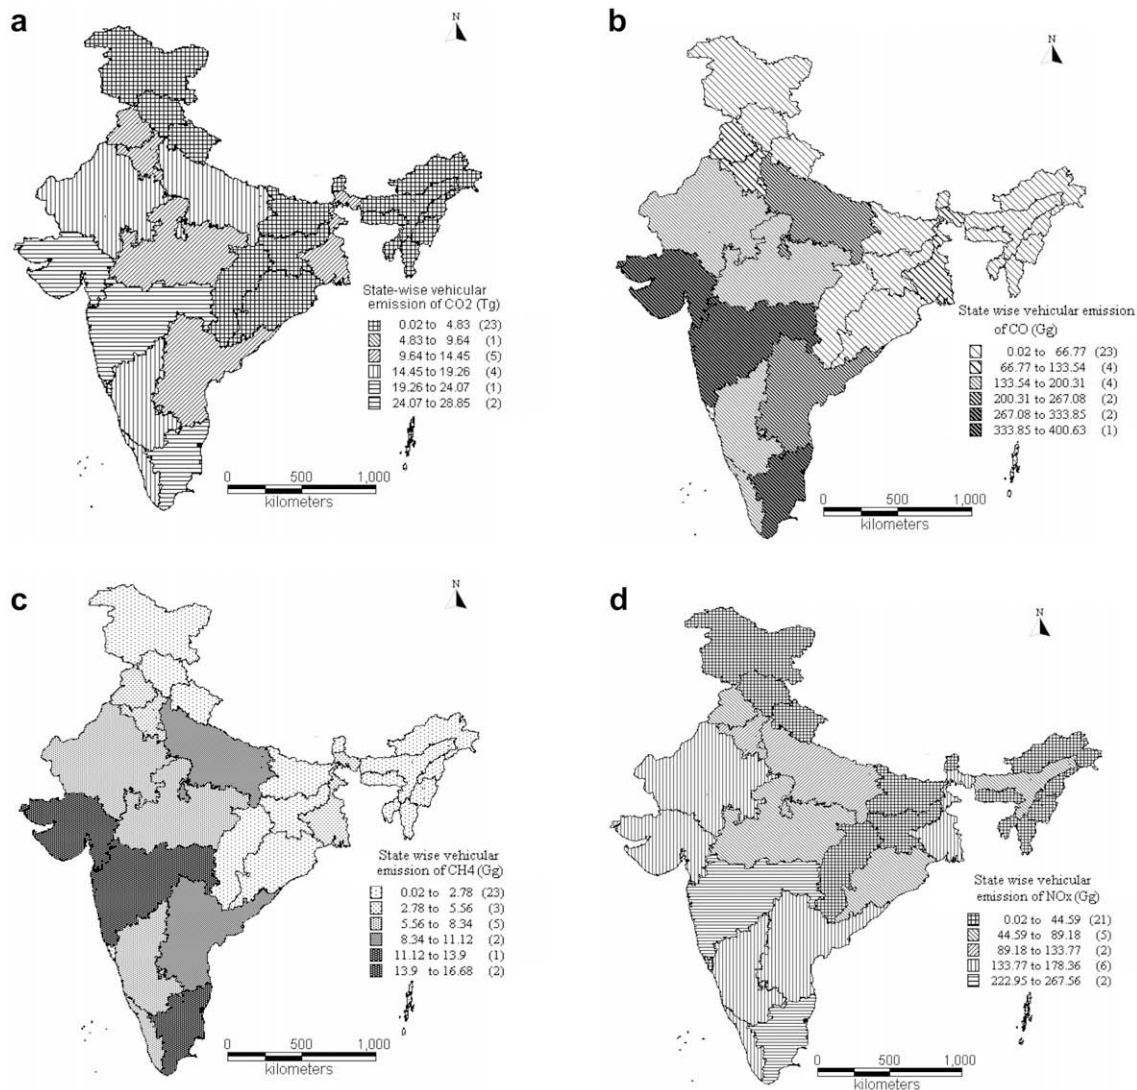 a
N
State-wise vehicular
emission of CO2 (Tg)
0.02 to 4.83 (23)
4.83 to 9.64 (1)
9.64 to 14.45 (5)
14.45 to 19.26 (4)
19.26 to 24.07 (1)
24.07 to 28.85 (2)
0 500 1,000
kilometers
b
N
State wise vehicular emission
of CO (Gg)
0.02 to 66.77 (23)
66.77 to 133.54 (4)
133.54 to 200.31 (4)
200.31 to 267.08 (2)
267.08 to 333.85 (2)
333.85 to 400.63 (1)
0 500 1,000
kilometers
c
N
State wise vehicular
emission of CH4 (Gg)
0.02 to 2.78 (23)
2.78 to 5.56 (3)
5.56 to 8.34 (5)
8.34 to 11.12 (2)
11.12 to 13.9 (1)
13.9 to 16.68 (2)
0 500 1,000
kilometers
d
N
State wise vehicular
emission of NOx (Gg)
0.02 to 44.59 (21)
44.59 to 89.18 (5)
89.18 to 133.77 (2)
133.77 to 178.36 (6)
222.95 to 267.56 (2)
0 500 1,000
kilometers